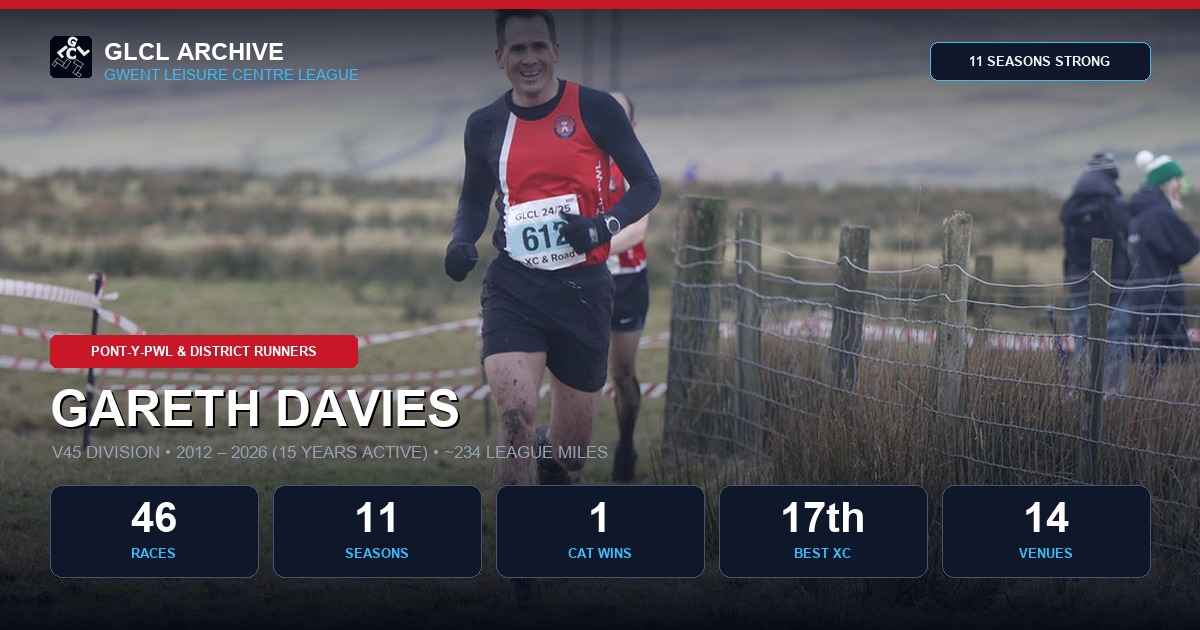 GLCL ARCHIVE
GWENT LEISURE CENTRE LEAGUE
11 SEASONS STRONG
GLCL 24/25
612
XC & Road
PONT-Y-PWL & DISTRICT RUNNERS
GARETH DAVIES
V45 DIVISION • 2012 – 2026 (15 YEARS ACTIVE) • ~234 LEAGUE MILES
46
RACES
11
SEASONS
1
CAT WINS
17th
BEST XC
14
VENUES